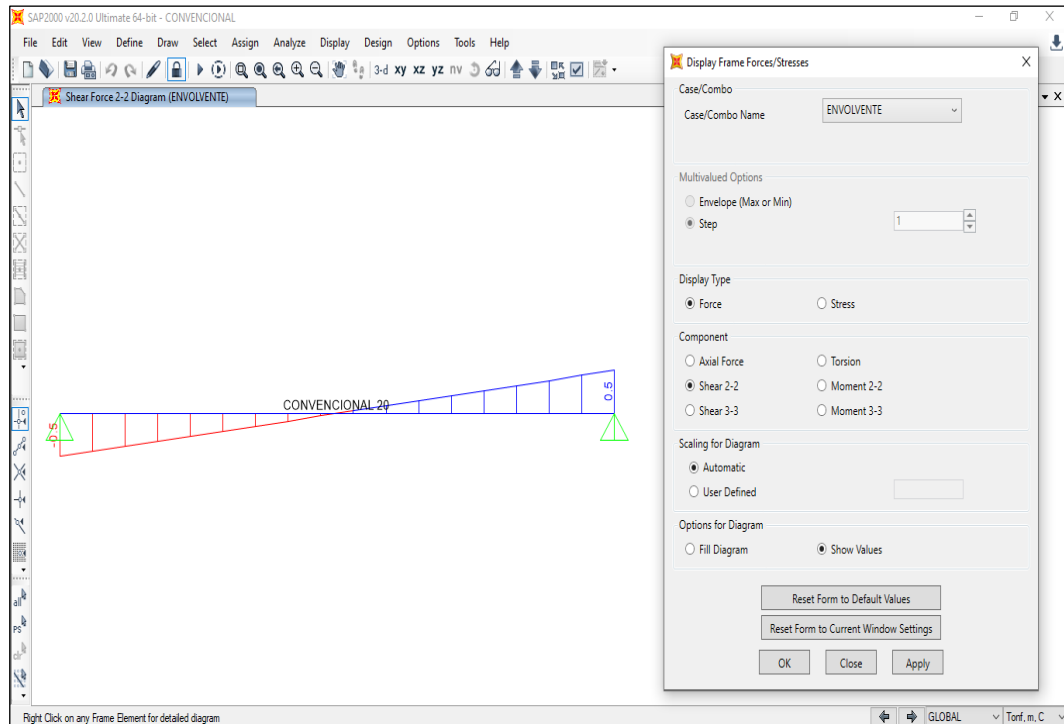 SAP2000 v20.2.0 Ultimate 64-bit - CONVENCIONAL
File Edit View Define Draw Select Assign Analyze Display Design Options Tools Help
3-d xy xz yz nv
Shear Force 2-2 Diagram (ENVOLVENTE)
X
Display Frame Forces/Stresses
X
Case/Combo
Case/Combo Name
ENVOLVENTE
Multivalued Options
Envelope (Max or Min)
Step
1
Display Type
Force
Stress
Component
Axial Force
Torsion
Shear 2-2
Moment 2-2
Shear 3-3
Moment 3-3
Scaling for Diagram
Automatic
User Defined
Options for Diagram
Fill Diagram
Show Values
Reset Form to Default Values
Reset Form to Current Window Settings
OK
Close
Apply
CONVENCIONAL 20
-0.5
0.5
all
PS
clr
Right Click on any Frame Element for detailed diagram
GLOBAL
Tonf, m, C